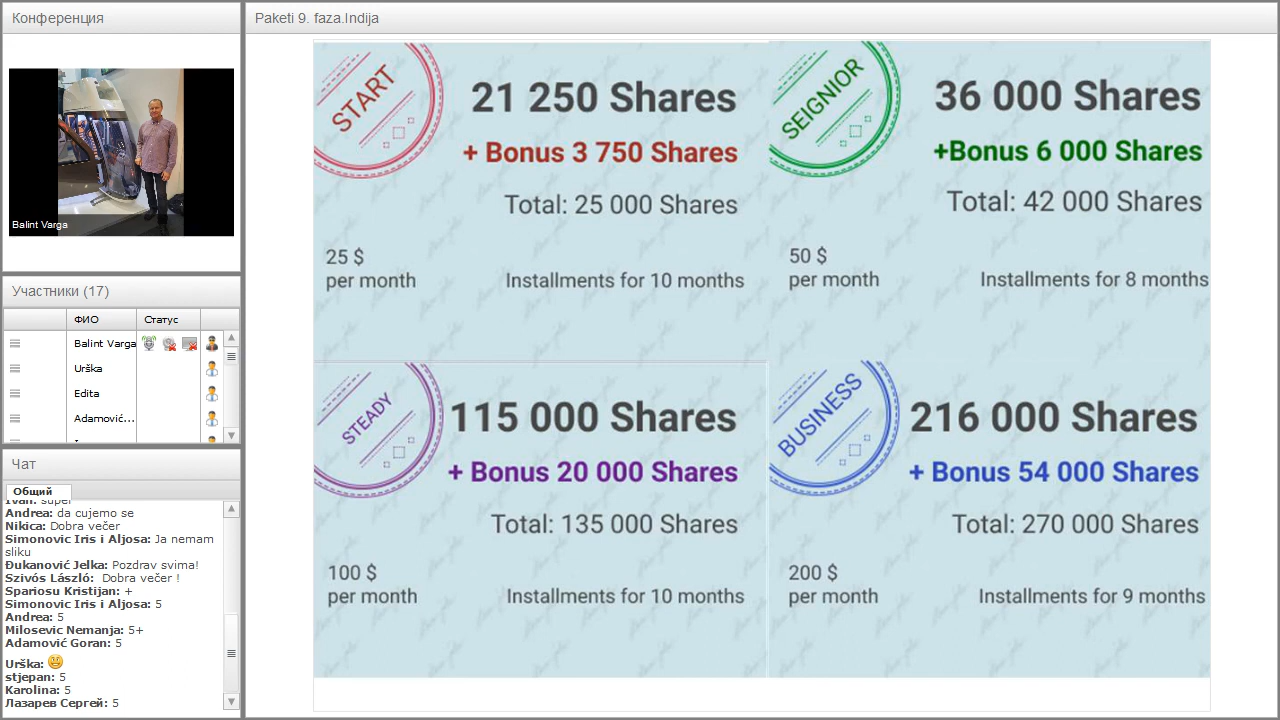 Конференция
Balint Varga
Участники (17)
ФИО
Статус
Balint Varga
Urška
Edita
Adamović...
Чат
Общий
Ivan: super
Andrea: da cujemo se
Nikica: Dobra večer
Simonovic Iris i Aljosa: Ja nemam
sliku
Đukanović Jelka: Pozdrav svima!
Szivós László: Dobra večer !
Spariosu Kristijan: +
Simonovic Iris i Aljosa: 5
Andrea: 5
Milosevic Nemanja: 5+
Adamović Goran: 5
Urška:
stjepan: 5
Karolina: 5
Лазарев Сергей: 5
Paketi 9. faza.Indija
START
21 250 Shares
+ Bonus 3 750 Shares
Total: 25 000 Shares
25 $
per month
Installments for 10 months
SEIGNIOR
36 000 Shares
+Bonus 6 000 Shares
Total: 42 000 Shares
50 $
per month
Installments for 8 months
STEADY
115 000 Shares
+ Bonus 20 000 Shares
Total: 135 000 Shares
100 $
per month
Installments for 10 months
BUSINESS
216 000 Shares
+ Bonus 54 000 Shares
Total: 270 000 Shares
200 $
per month
Installments for 9 months